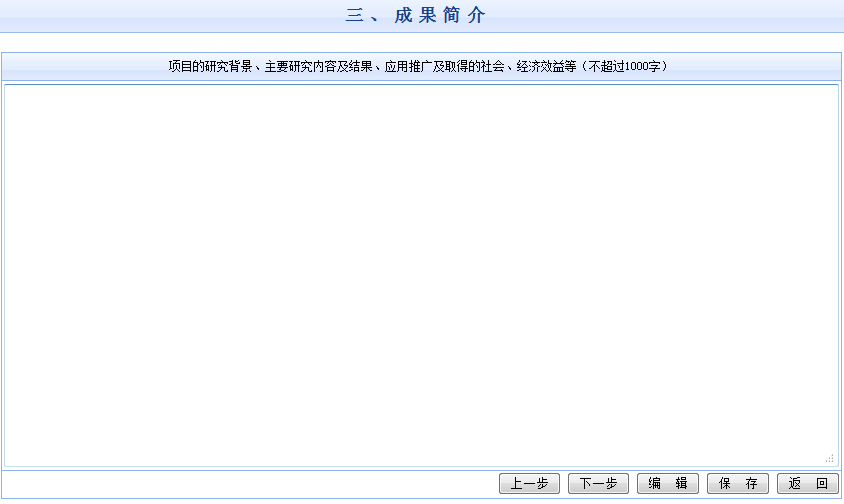 三、成果简介
项目的研究背景、主要研究内容及结果、应用推广及取得的社会、经济效益等（不超过1000字）
上一步 下一步 编 辑 保 存 返 回